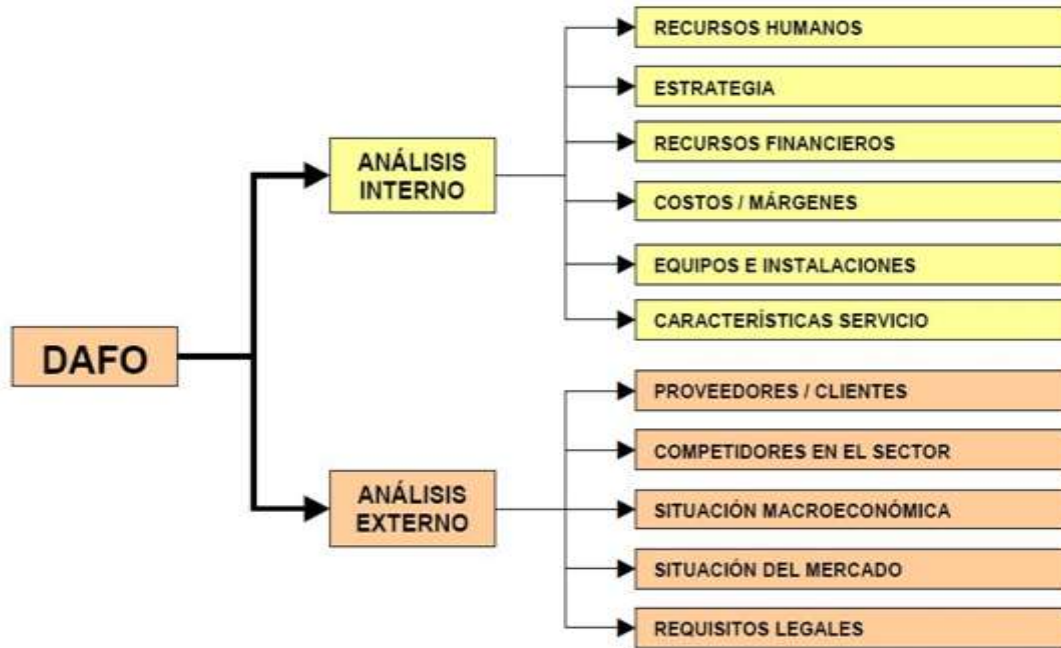 DAFO
ANÁLISIS
INTERNO
RECURSOS HUMANOS
ESTRATEGIA
RECURSOS FINANCIEROS
COSTOS / MÁRGENES
EQUIPOS E INSTALACIONES
CARACTERÍSTICAS SERVICIO
ANÁLISIS
EXTERNO
PROVEEDORES / CLIENTES
COMPETIDORES EN EL SECTOR
SITUACIÓN MACROECONÓMICA
SITUACIÓN DEL MERCADO
REQUISITOS LEGALES